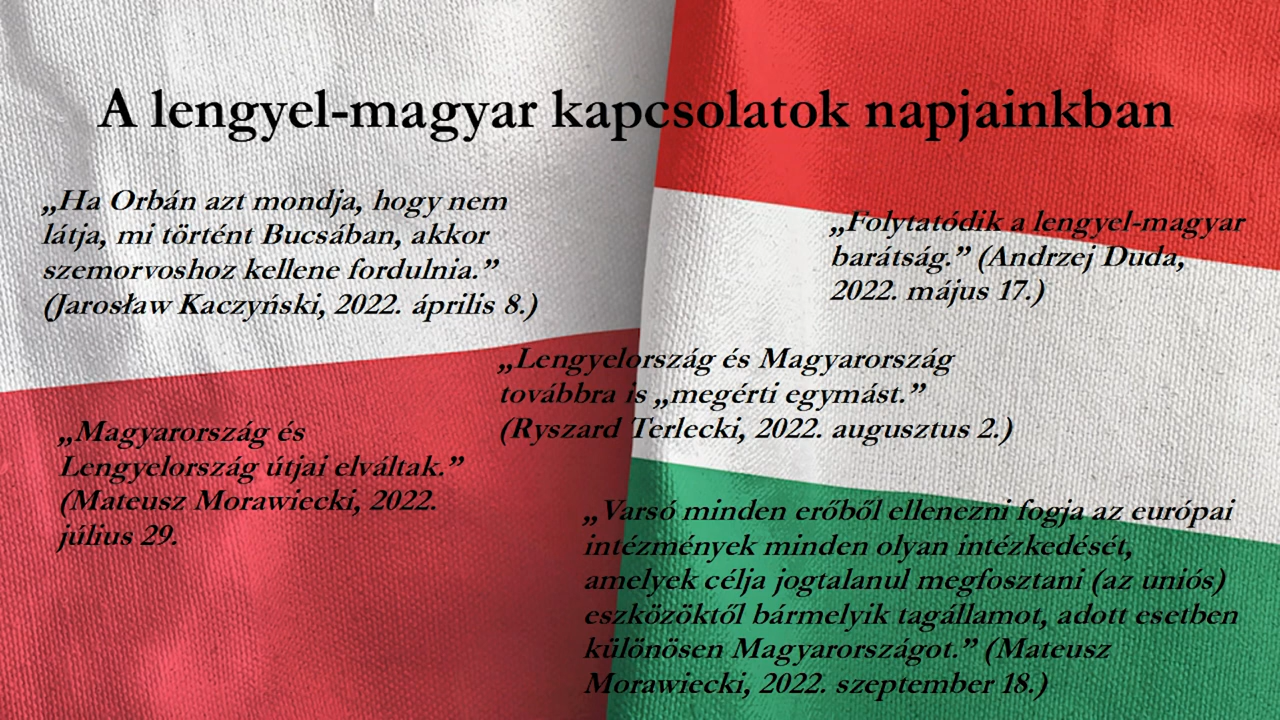 A lengyel-magyar kapcsolatok napjainkban
„Ha Orbán azt mondja, hogy nem
látja, mi történt Bucsában, akkor
szemorvoshoz kellene fordulnia.”
(Jarosław Kaczyński, 2022. április 8.)
„Folytatódik a lengyel-magyar
barátság.” (Andrzej Duda,
2022. május 17.)
„Lengyelország és Magyarország
továbbra is „megérti egymást.”
(Ryszard Terlecki, 2022. augusztus 2.)
„Magyarország és
Lengyelország útjai elváltak.”
(Mateusz Morawiecki, 2022.
július 29.
„Varsó minden erőből ellenezni fogja az európai
intézmények minden olyan intézkedését,
amelyek célja jogtalanul megfosztani (az uniós)
eszközöktől bármelyik tagállamot, adott esetben
különösen Magyarországot.” (Mateusz
Morawiecki, 2022. szeptember 18.)